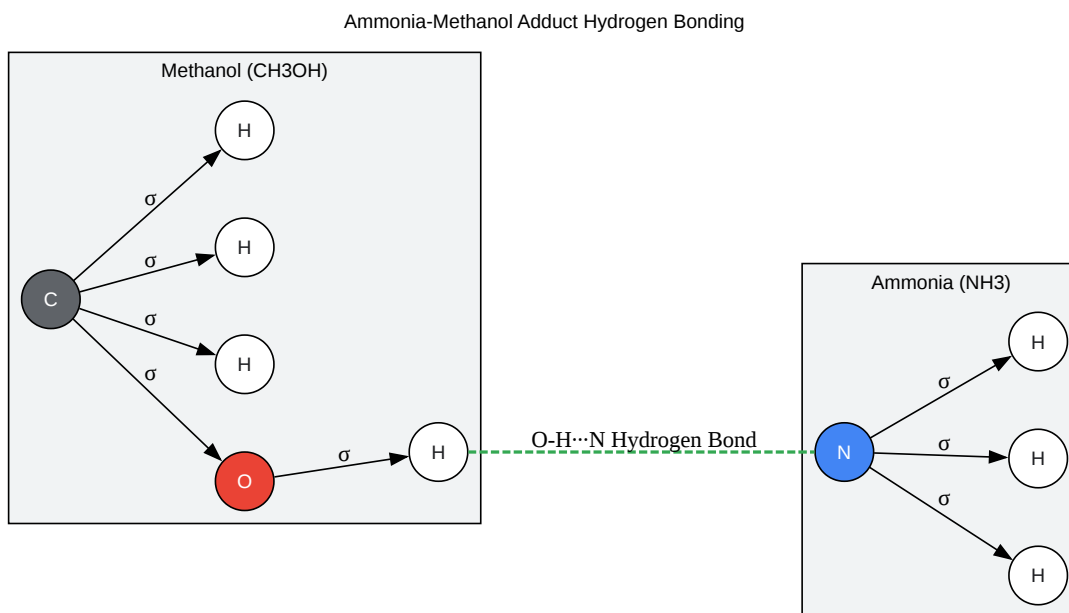 Ammonia-Methanol Adduct Hydrogen Bonding
Methanol (CH3OH)
H
σ
H
σ
C
σ
H
σ
O
σ
H
O-H···N Hydrogen Bond
Ammonia (NH3)
H
σ
N
σ
H
σ
H